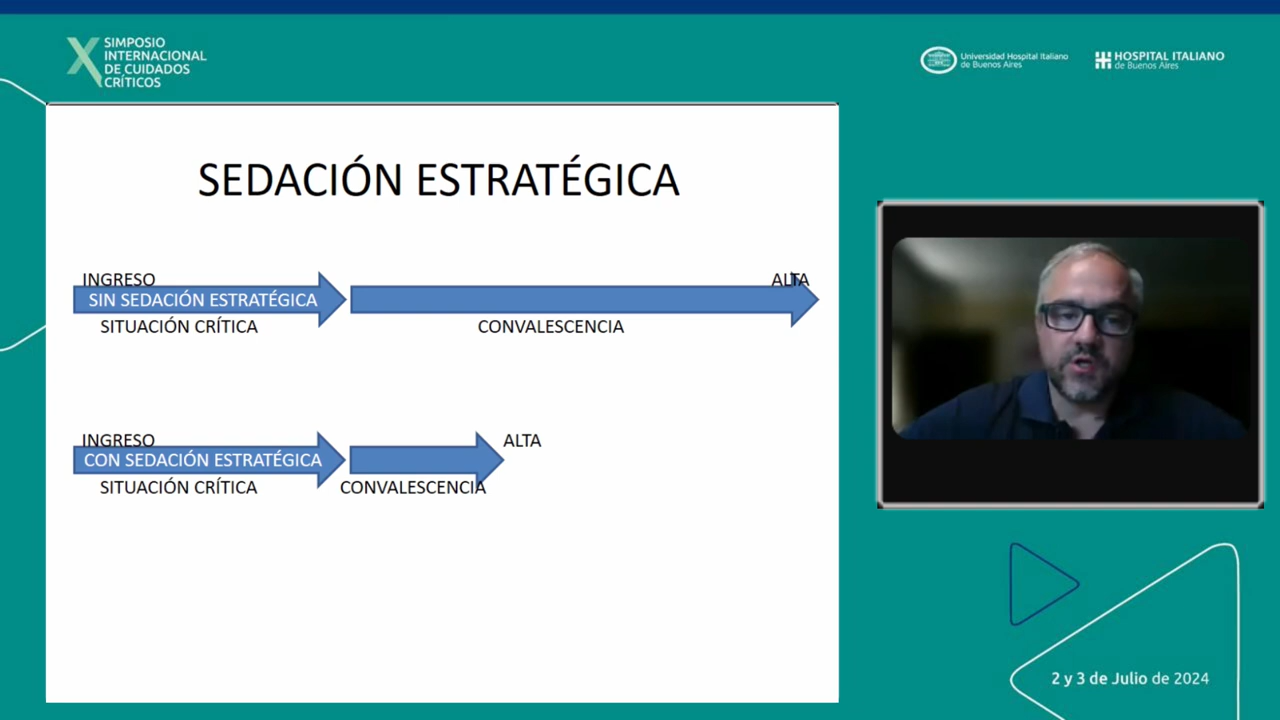 X SIMPOSIO
INTERNACIONAL
DE CUIDADOS
CRÍTICOS
Universidad Hospital Italiano
de Buenos Aires
HOSPITAL ITALIANO
de Buenos Aires
SEDACIÓN ESTRATÉGICA
INGRESO
ALTA
SIN SEDACIÓN ESTRATÉGICA
SITUACIÓN CRÍTICA
CONVALESCENCIA
INGRESO
ALTA
CON SEDACIÓN ESTRATÉGICA
SITUACIÓN CRÍTICA
CONVALESCENCIA
2 y 3 de Julio de 2024